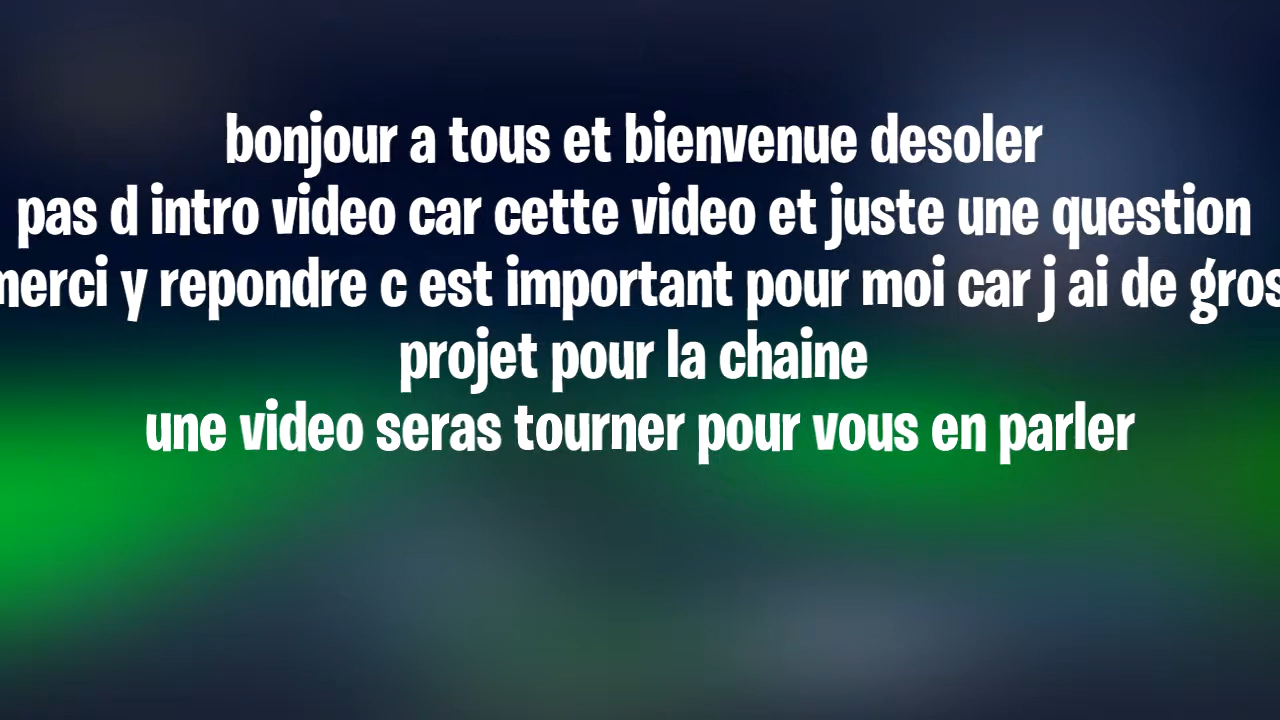 bonjour a tous et bienvenue desoler
pas d intro video car cette video et juste une question
merci y repondre c est important pour moi car j ai de gros
projet pour la chaine
une video seras tourner pour vous en parler